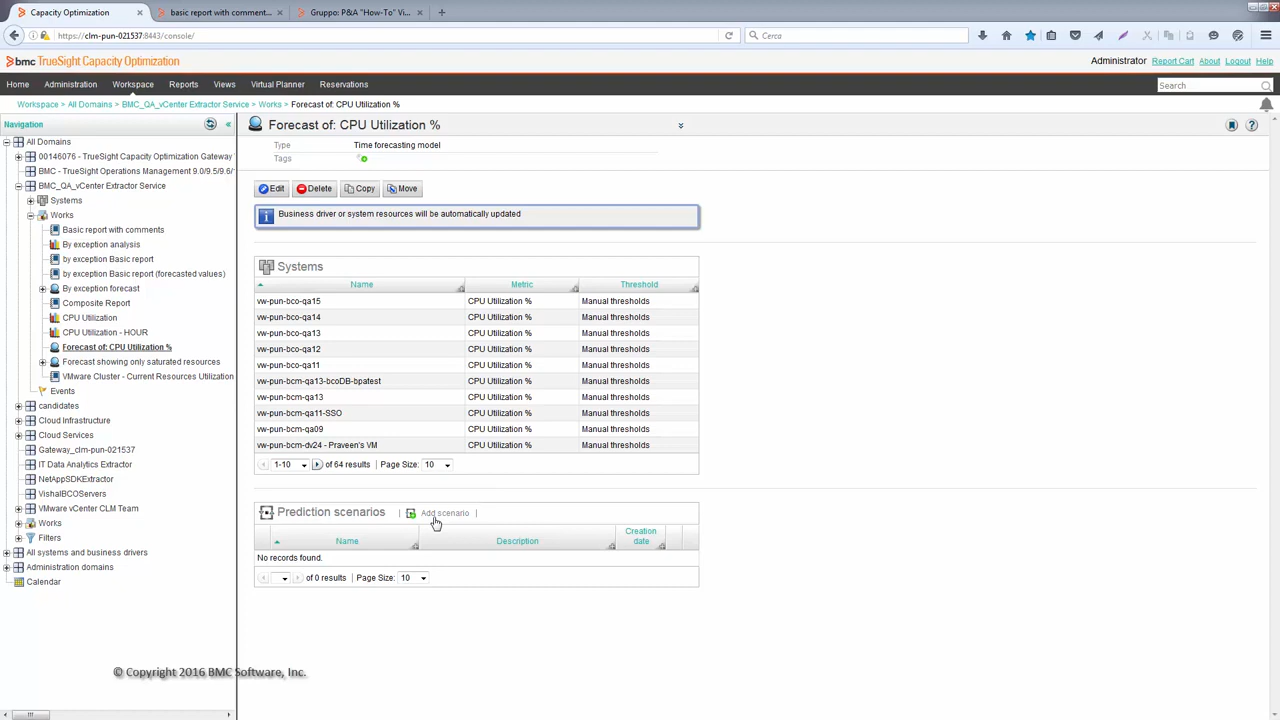 Capacity Optimization
basic report with comment...
Gruppo: P&A "How-To" Vi...
https://clm-pun-021537:8443/console/
Cerca
bmc TrueSight Capacity Optimization
Administrator Report Cart About Logout Help
Home Administration Workspace Reports Views Virtual Planner Reservations
Search
Workspace > All Domains > BMC_QA_vCenter Extractor Service > Works > Forecast of: CPU Utilization %
Navigation
All Domains
00146076 - TrueSight Capacity Optimization Gateway
BMC - TrueSight Operations Management 9.0/9.5/9.6/
BMC_QA_vCenter Extractor Service
Systems
Works
Basic report with comments
By exception analysis
by exception Basic report
by exception Basic report (forecasted values)
By exception forecast
Composite Report
CPU Utilization
CPU Utilization - HOUR
Forecast of: CPU Utilization %
Forecast showing only saturated resources
VMware Cluster - Current Resources Utilization
Events
candidates
Cloud Infrastructure
Cloud Services
Gateway_clm-pun-021537
IT Data Analytics Extractor
NetAppSDKExtractor
VishalBCOServers
VMware vCenter CLM Team
Works
Filters
All systems and business drivers
Administration domains
Calendar
Forecast of: CPU Utilization %
Type Time forecasting model
Tags
Edit Delete Copy Move
Business driver or system resources will be automatically updated
Systems
Name Metric Threshold
vw-pun-bco-qa15 CPU Utilization % Manual thresholds
vw-pun-bco-qa14 CPU Utilization % Manual thresholds
vw-pun-bco-qa13 CPU Utilization % Manual thresholds
vw-pun-bco-qa12 CPU Utilization % Manual thresholds
vw-pun-bco-qa11 CPU Utilization % Manual thresholds
vw-pun-bcm-qa13-bcoDB-bpatest CPU Utilization % Manual thresholds
vw-pun-bcm-qa13 CPU Utilization % Manual thresholds
vw-pun-bcm-qa11-SSO CPU Utilization % Manual thresholds
vw-pun-bcm-qa09 CPU Utilization % Manual thresholds
vw-pun-bcm-dv24 - Praveen's VM CPU Utilization % Manual thresholds
1-10 of 64 results | Page Size: 10
Prediction scenarios | Add scenario |
Name Description Creation date
No records found.
of 0 results | Page Size: 10
© Copyright 2016 BMC Software, Inc.